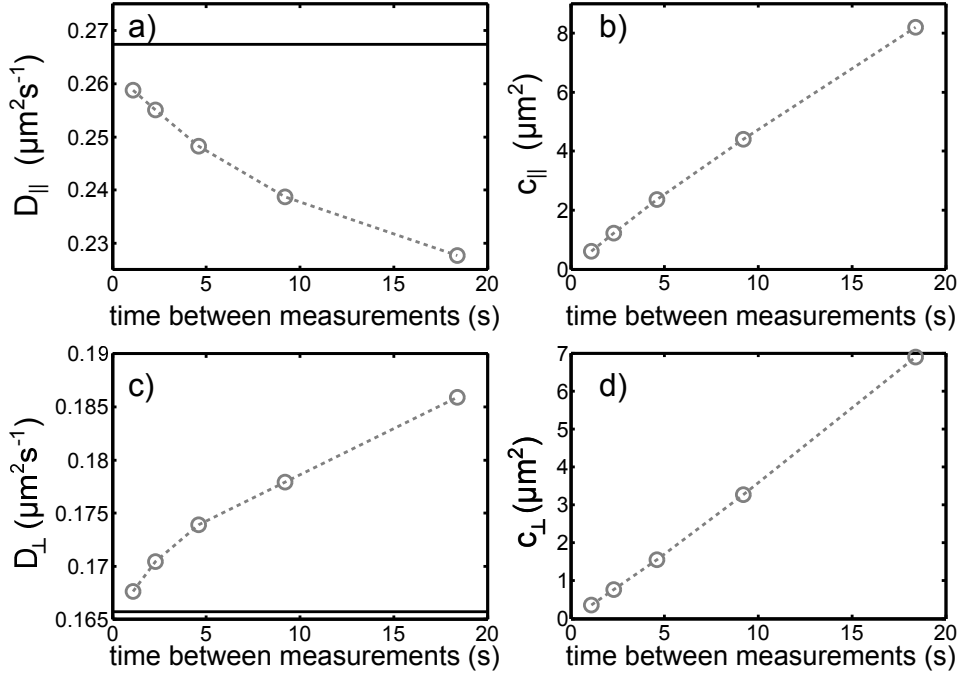 a)
D∥ (µm²s⁻¹)
0.27
0.26
0.25
0.24
0.23
0 5 10 15 20
time between measurements (s)
b)
c∥ (µm²)
8
6
4
2
0
0 5 10 15 20
time between measurements (s)
c)
D⊥ (µm²s⁻¹)
0.19
0.185
0.18
0.175
0.17
0.165
0 5 10 15 20
time between measurements (s)
d)
c⊥ (µm²)
7
6
5
4
3
2
1
0
0 5 10 15 20
time between measurements (s)